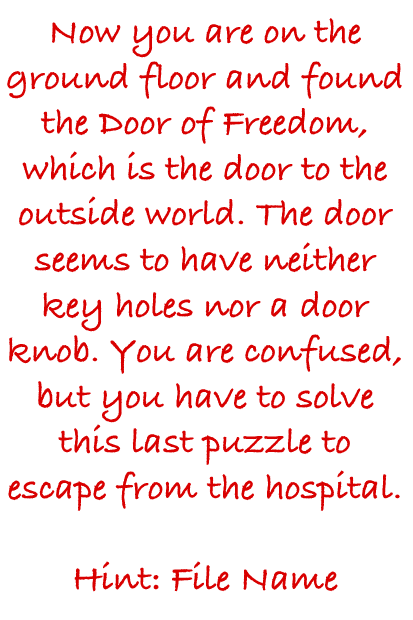 Now you are on the
ground floor and found
the Door of Freedom,
which is the door to the
outside world. The door
seems to have neither
key holes nor a door
knob. You are confused,
but you have to solve
this last puzzle to
escape from the hospital.
Hint: File Name